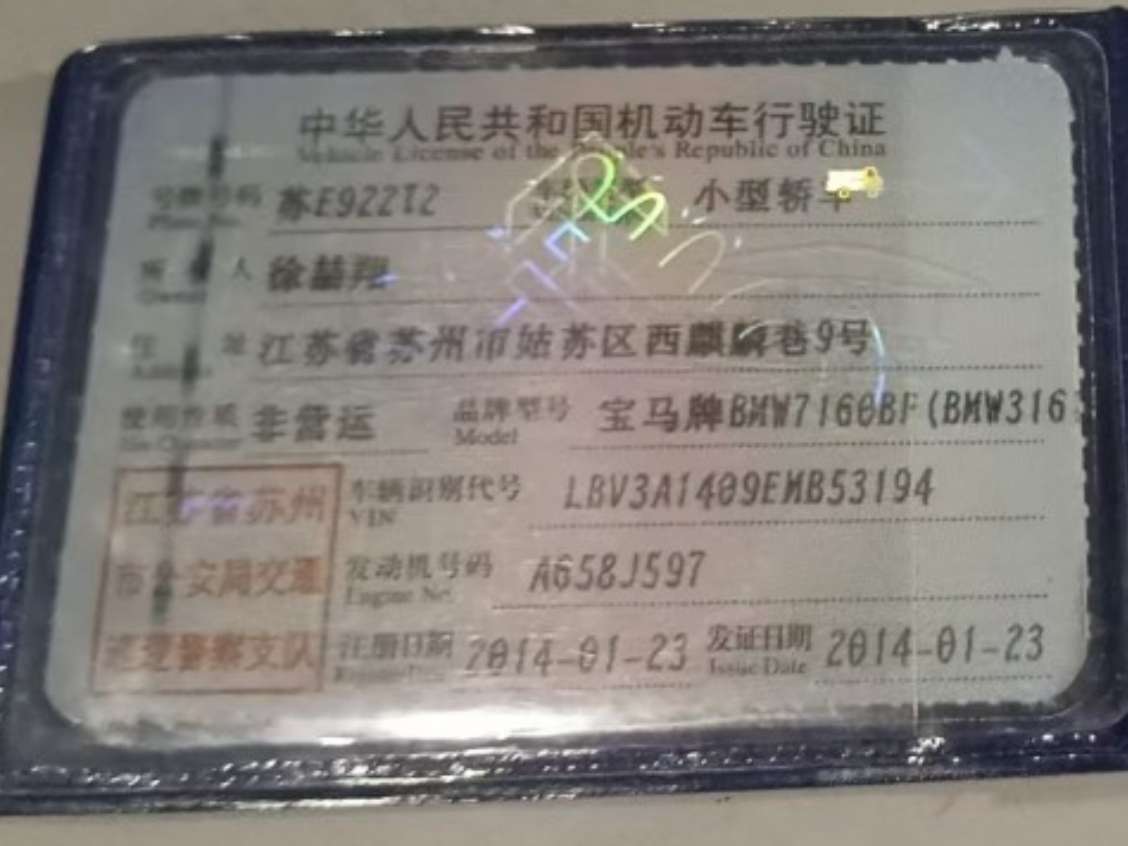 中华人民共和国机动车行驶证
Vehicle License of the People's Republic of China
号牌号码 苏E922T2 小型轿车
Plate No.
所 有 人 徐喆翔
Owner
住 址 江苏省苏州市姑苏区西麒麟巷9号
Address
使用性质 非营运 品牌型号 宝马牌BMW7160BF(BMW316
Use Character Model
江苏省苏州 车辆识别代号 LBV3A1409EMB53194
VIN
市公安局交通 发动机号码 A658J597
Engine No.
巡逻警察支队 注册日期 2014-01-23 发证日期 2014-01-23
Register Date Issue Date